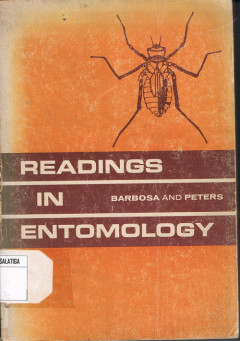 READINGS
IN
BARBOSA AND PETERS
ENTOMOLOGY
SALATIGA